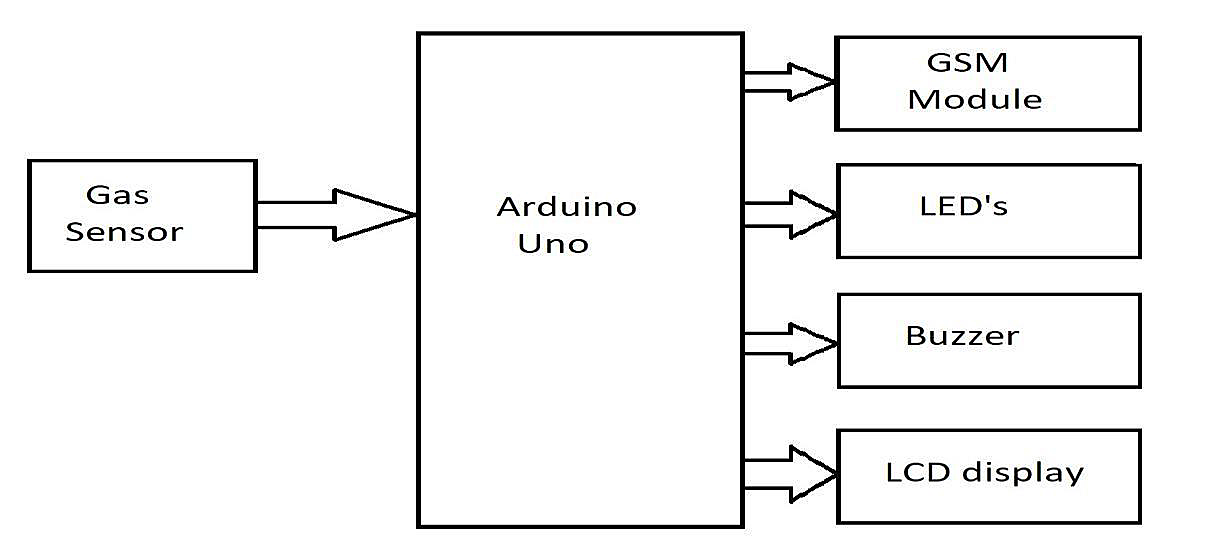 Gas
Sensor
Arduino
Uno
GSM
Module
LED's
Buzzer
LCD display